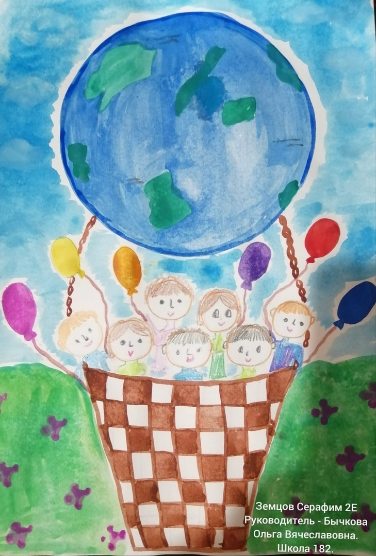 Земцов Серафим 2Е
Руководитель - Бычкова
Ольга Вячеславовна.
Школа 182.